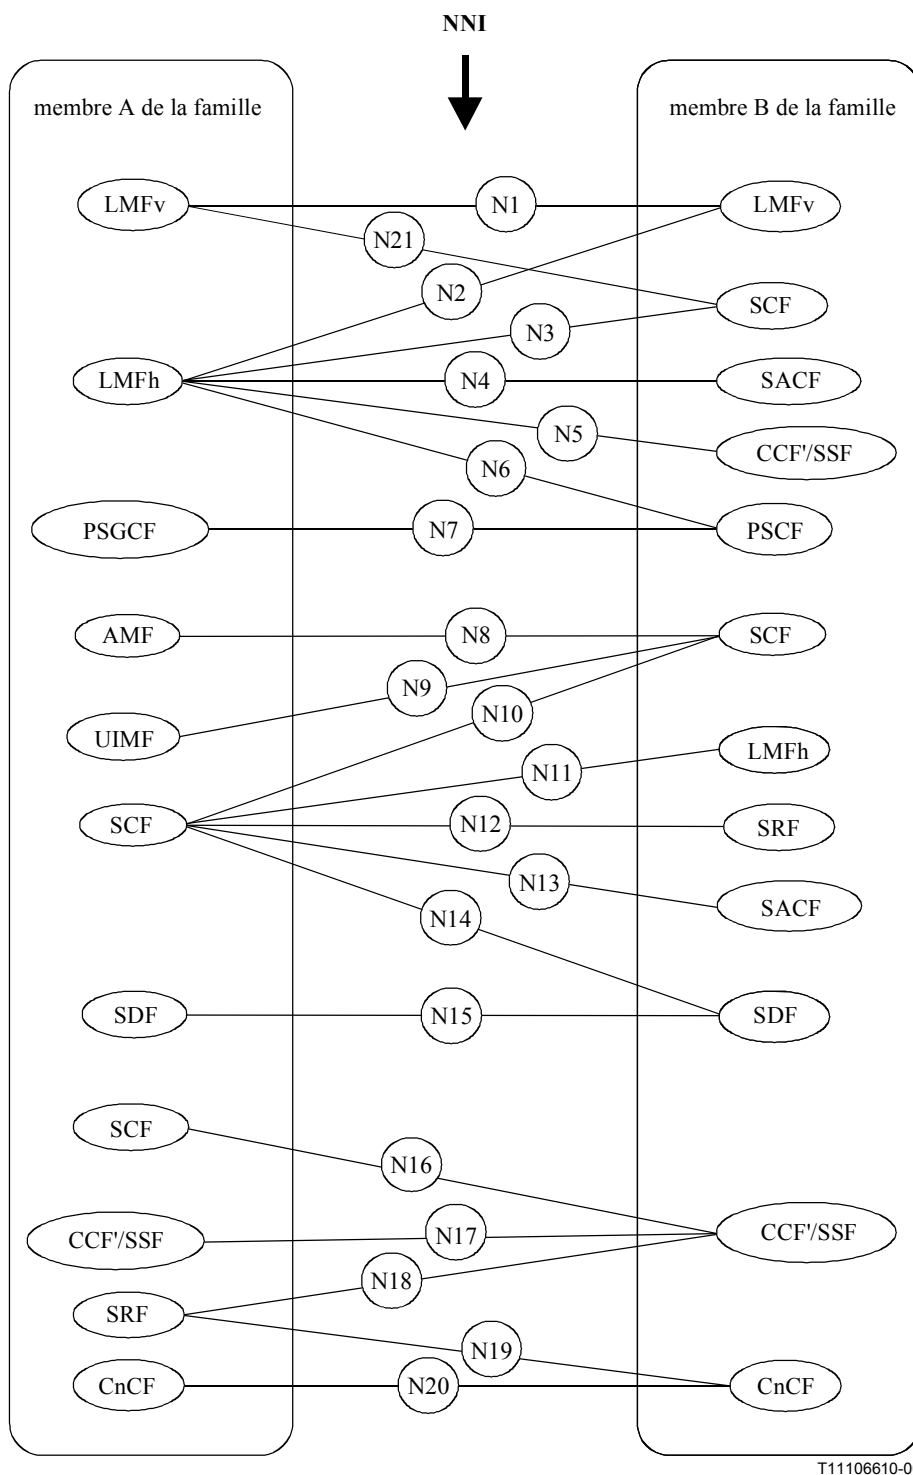 NNI
membre A de la famille
membre B de la famille
LMFv
N1
LMFv
N21
N2
SCF
N3
LMFh
N4
SACF
N5
CCF'/SSF
N6
PSGCF
N7
PSCF
AMF
N8
SCF
N9
N10
UIMF
LMFh
N11
SCF
N12
SRF
N13
SACF
N14
SDF
N15
SDF
SCF
N16
CCF'/SSF
N17
CCF'/SSF
N18
SRF
N19
CnCF
N20
CnCF
T11106610-0